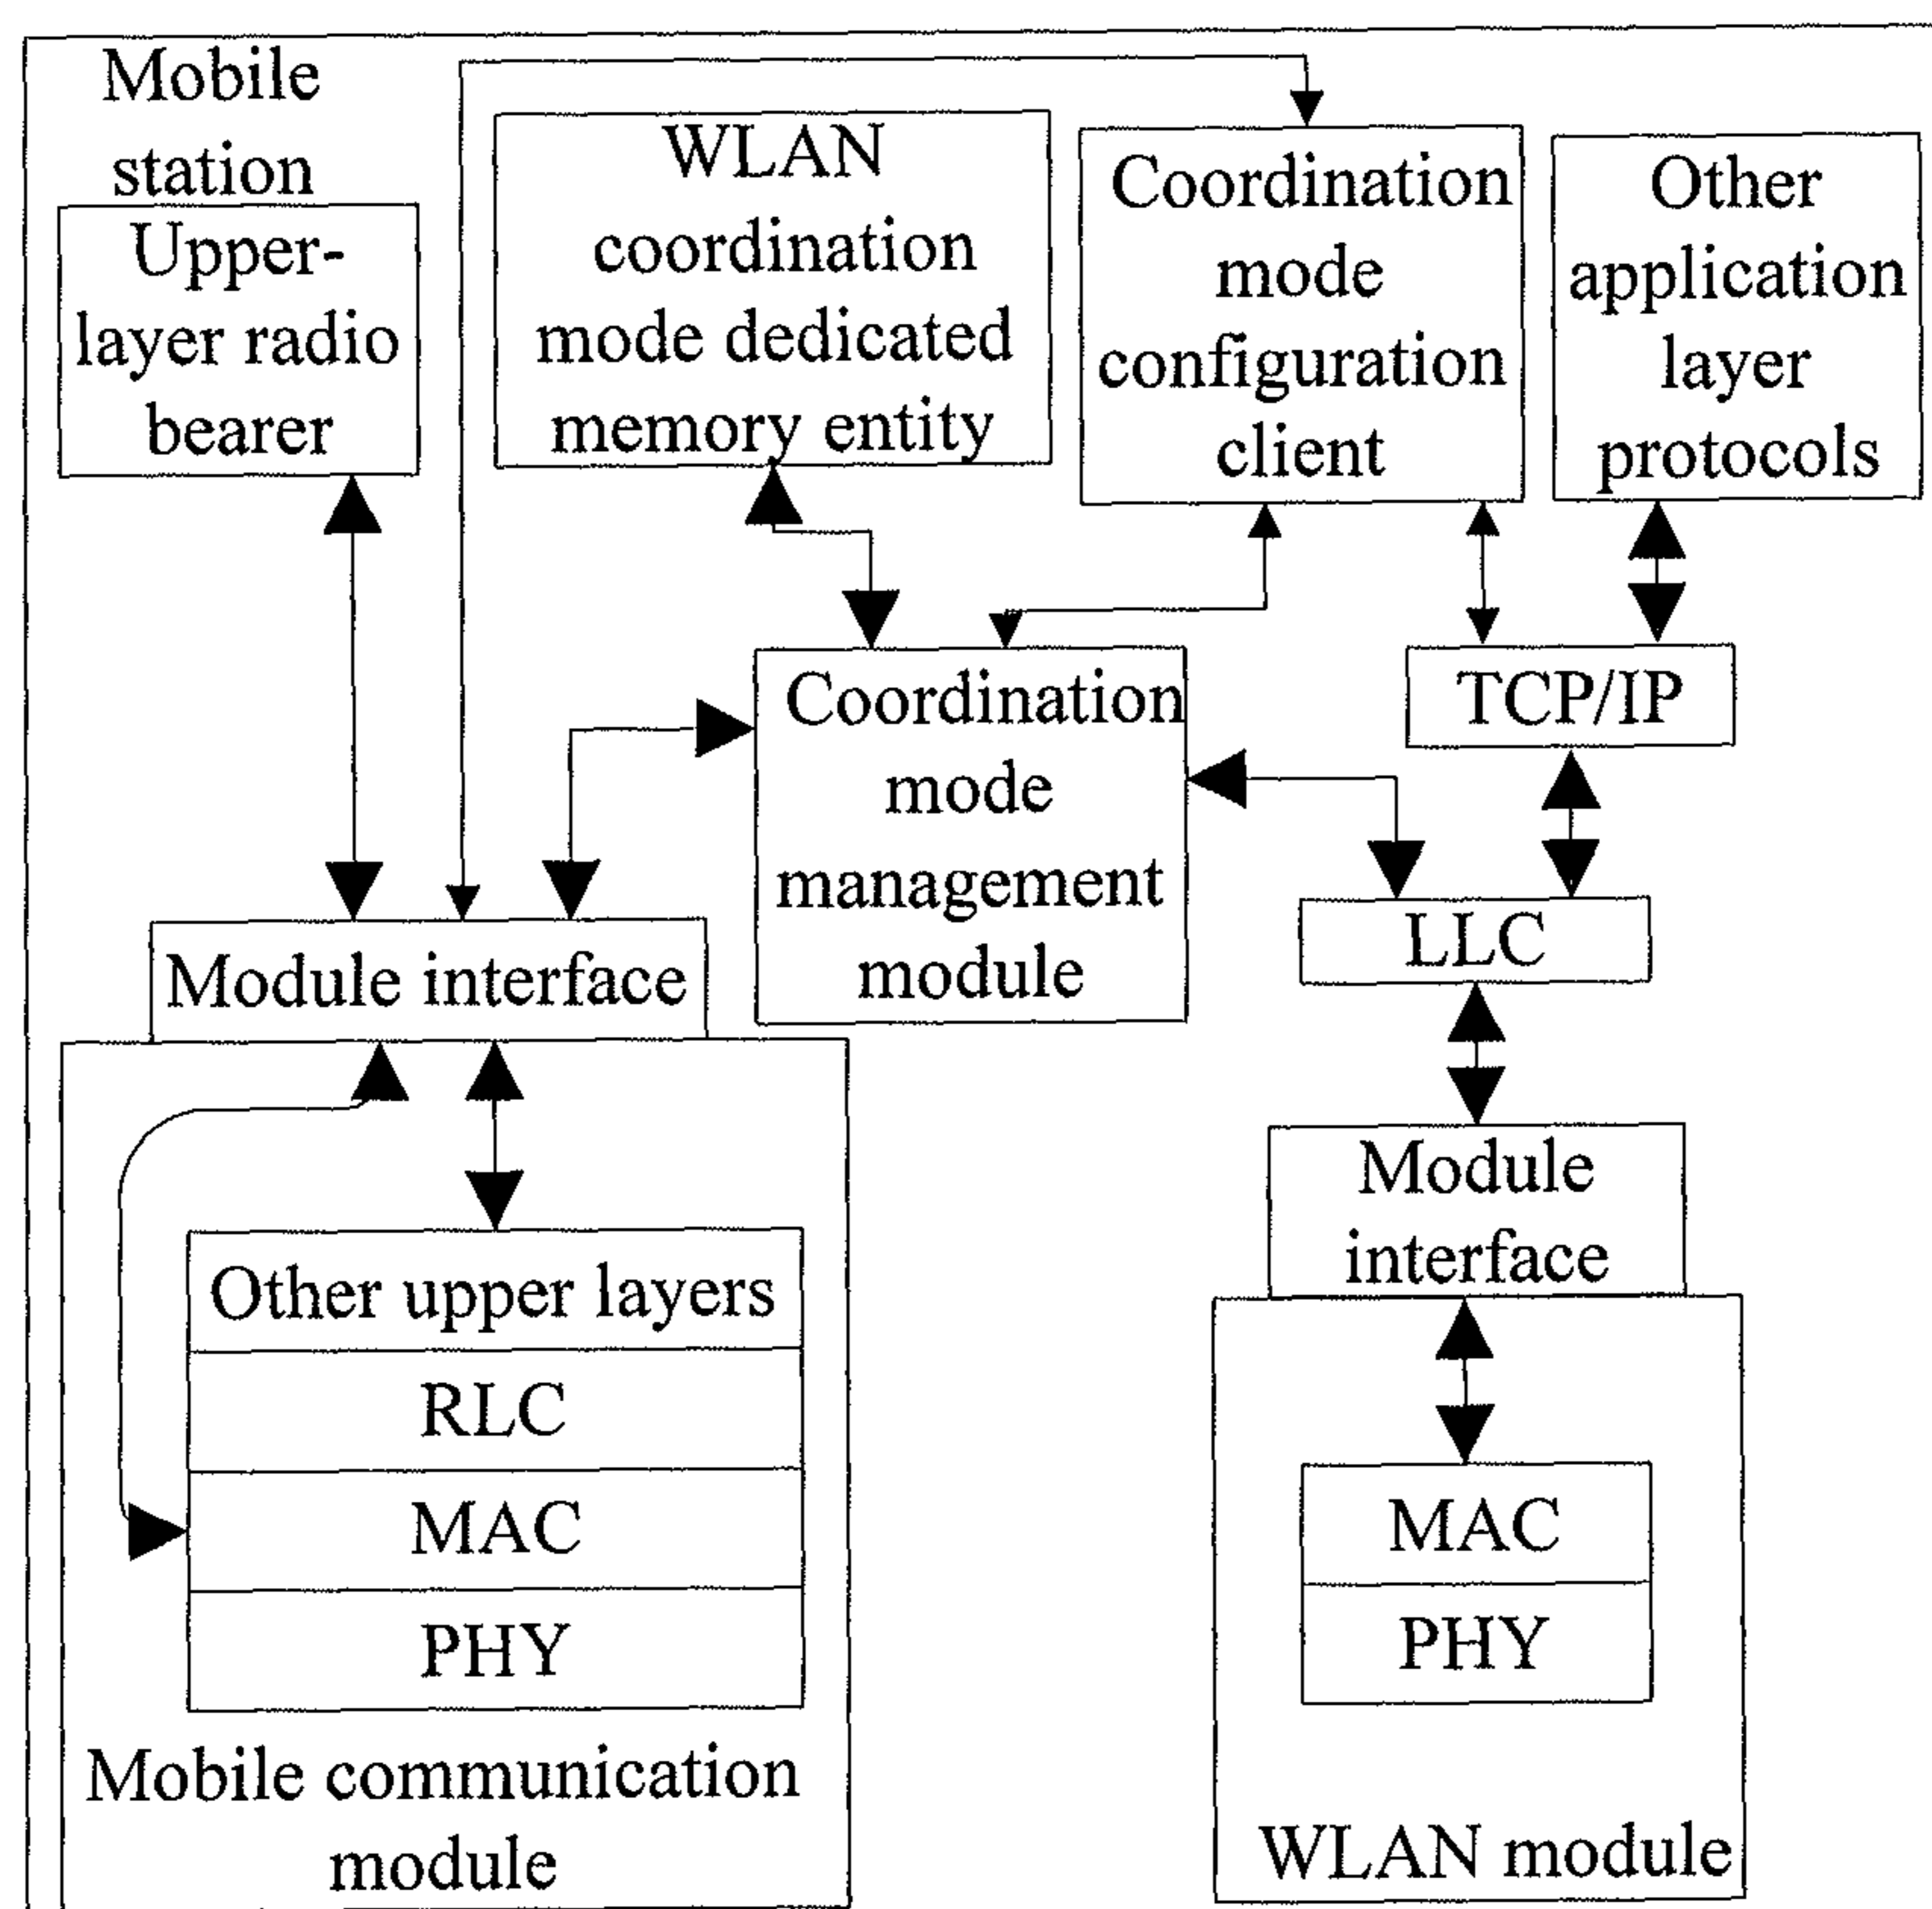 Mobile
station
Upper-
layer radio
bearer
WLAN
coordination
mode dedicated
memory entity
Coordination
mode
configuration
client
Other
application
layer
protocols
Coordination
mode
management
module
TCP/IP
LLC
Module interface
Module
interface
Other upper layers
RLC
MAC
PHY
Mobile communication
module
MAC
PHY
WLAN module